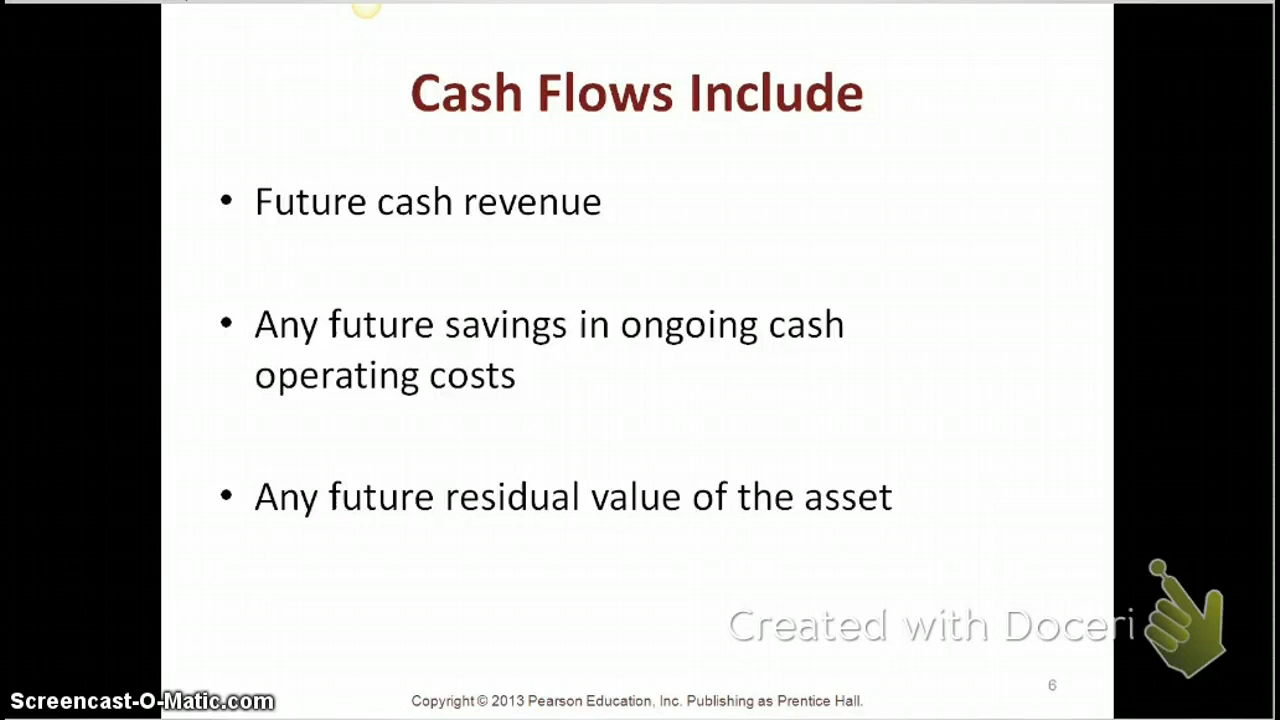 Cash Flows Include
• Future cash revenue
• Any future savings in ongoing cash
operating costs
• Any future residual value of the asset
Created with Doceri
6
Screencast-O-Matic.com
Copyright © 2013 Pearson Education, Inc. Publishing as Prentice Hall.